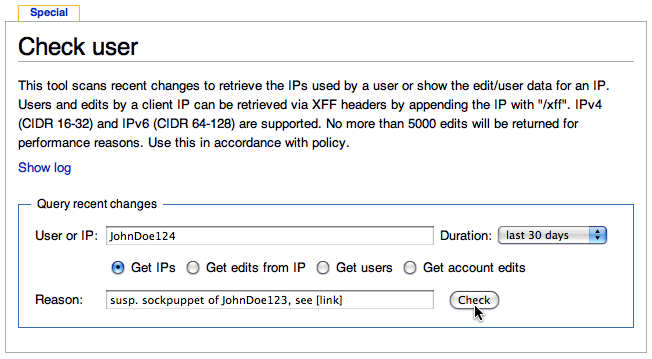 Special
Check user
This tool scans recent changes to retrieve the IPs used by a user or show the edit/user data for an IP.
Users and edits by a client IP can be retrieved via XFF headers by appending the IP with "/xff". IPv4
(CIDR 16-32) and IPv6 (CIDR 64-128) are supported. No more than 5000 edits will be returned for
performance reasons. Use this in accordance with policy.
Show log
Query recent changes
User or IP: JohnDoe124 Duration: last 30 days
Get IPs Get edits from IP Get users Get account edits
Reason: susp. sockpuppet of JohnDoe123, see [link] Check